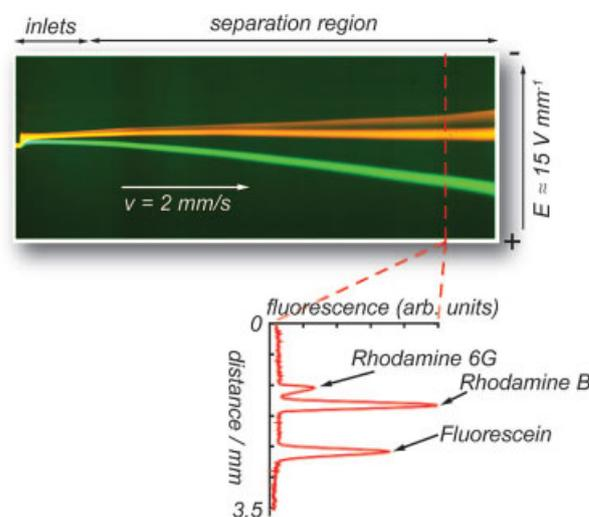 inlets
separation region
-
v = 2 mm/s
E ≈ 15 V mm⁻¹
+
fluorescence (arb. units)
0
Rhodamine 6G
Rhodamine B
distance / mm
Fluorescein
3.5